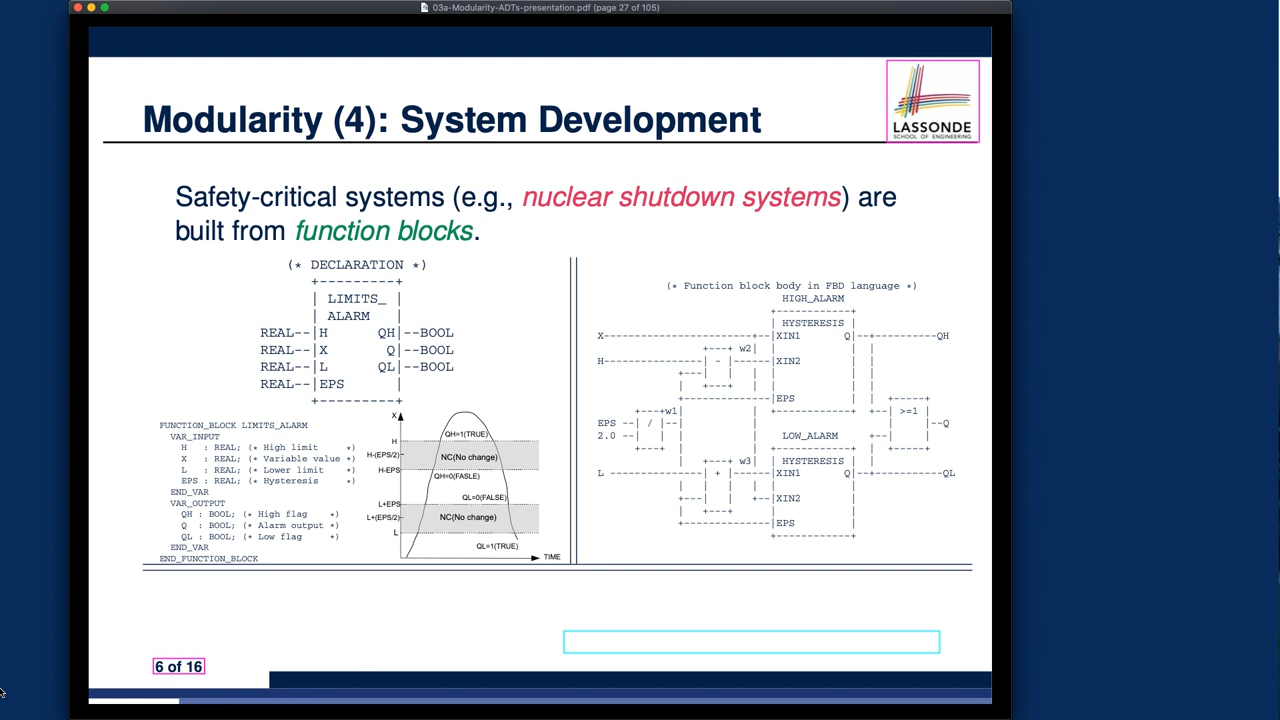 03a-Modularity-ADTs-presentation.pdf (page 27 of 105)
Modularity (4): System Development
LASSONDE
SCHOOL OF ENGINEERING
Safety-critical systems (e.g., nuclear shutdown systems) are
built from function blocks.
(* DECLARATION *)
+---------+
| LIMITS_ |
| ALARM |
REAL--|H QH|--BOOL
REAL--|X Q|--BOOL
REAL--|L QL|--BOOL
REAL--|EPS |
+---------+
FUNCTION_BLOCK LIMITS_ALARM
VAR_INPUT
H : REAL; (* High limit *)
X : REAL; (* Variable value *)
L : REAL; (* Lower limit *)
EPS : REAL; (* Hysteresis *)
END_VAR
VAR_OUTPUT
QH : BOOL; (* High flag *)
Q : BOOL; (* Alarm output *)
QL : BOOL; (* Low flag *)
END_VAR
END_FUNCTION_BLOCK
X
QH=1(TRUE)
H
H-(EPS/2)
NC(No change)
H-EPS
QH=0(FASLE)
QL=0(FALSE)
L+EPS
L+(EPS/2)
NC(No change)
L
QL=1(TRUE)
TIME
(* Function block body in FBD language *)
HIGH_ALARM
+------------+
| HYSTERESIS |
X------------------------+--|XIN1 Q|--+----------QH
+---+ w2| | | |
H----------------| - |------|XIN2 | |
+---| | | | | |
| +---+ | | | |
+---------------|EPS | | +-----+
+---+w1| | +------------+ +--| >=1 |
EPS --| / |---| | | |--Q
2.0 --| | | | LOW_ALARM +--| |
+---+ | | +------------+ | +-----+
| +---+ w3| | HYSTERESIS | |
L ---------------| + |------|XIN1 Q|--+-----------QL
| | | | | |
+---| | +--|XIN2 |
| +---+ | |
+---------------|EPS |
+------------+
6 of 16